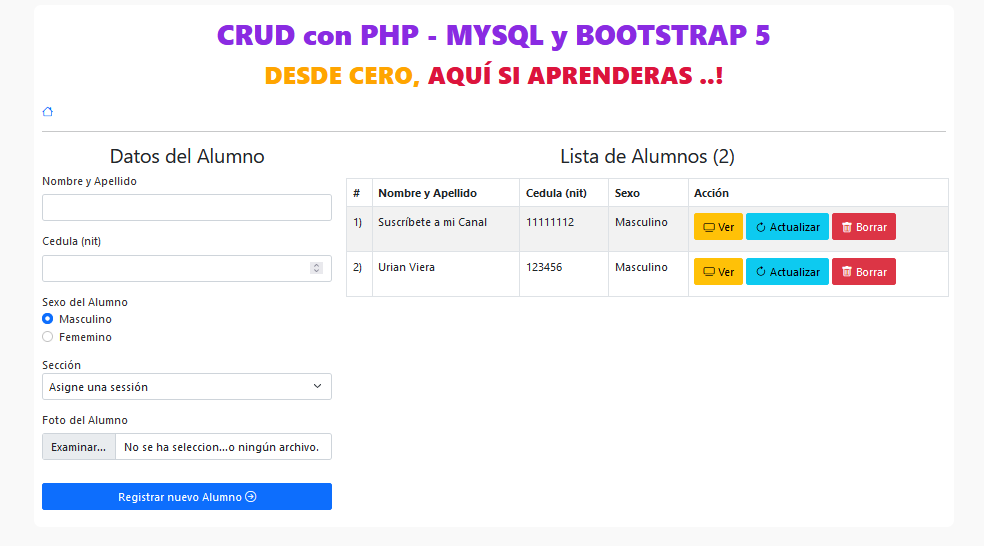 CRUD con PHP - MYSQL y BOOTSTRAP 5
DESDE CERO, AQUÍ SI APRENDERAS ..!
Datos del Alumno
Nombre y Apellido
Cedula (nit)
Sexo del Alumno
Masculino
Fememino
Sección
Asigne una sessión
Foto del Alumno
Examinar... No se ha seleccion...o ningún archivo.
Registrar nuevo Alumno
Lista de Alumnos (2)
# Nombre y Apellido Cedula (nit) Sexo Acción
1) Suscríbete a mi Canal 11111112 Masculino Ver Actualizar Borrar
2) Urian Viera 123456 Masculino Ver Actualizar Borrar